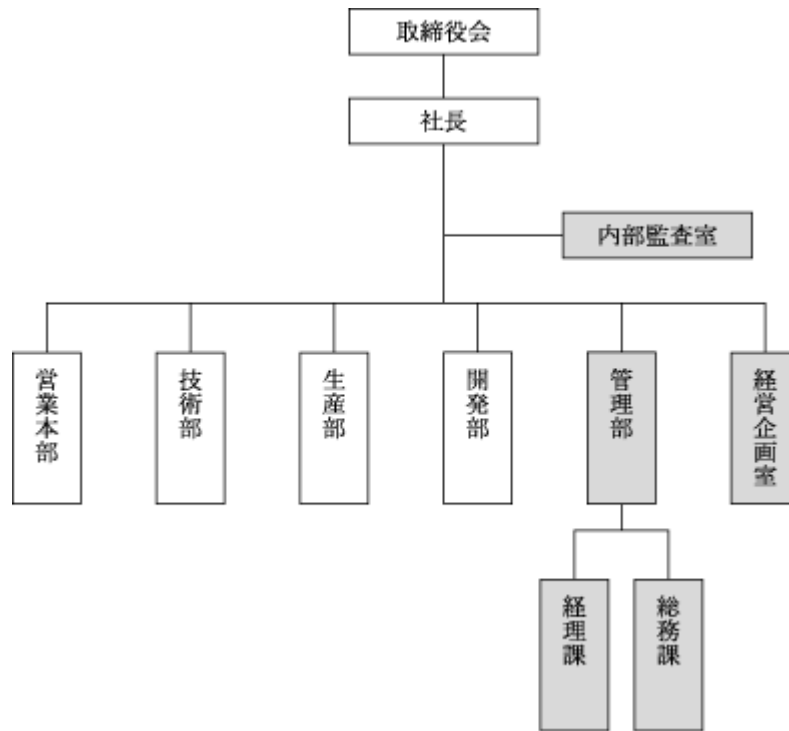 取締役会
社長
内部監査室
営業本部
技術部
生産部
開発部
管理部
経営企画室
経理課
総務課